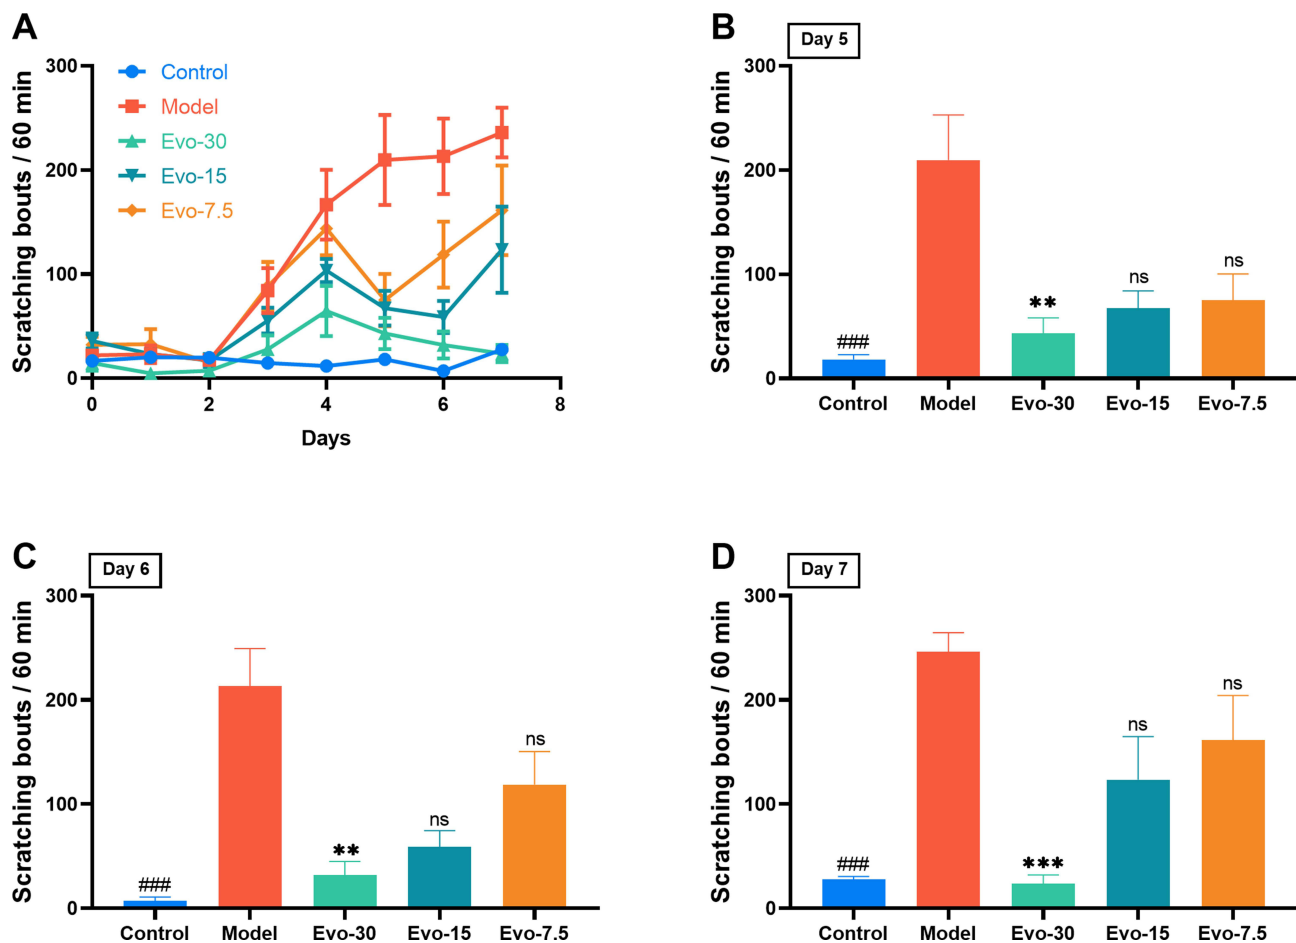 A
Scratching bouts / 60 min
300
200
100
0
Control
Model
Evo-30
Evo-15
Evo-7.5
0
2
4
6
8
Days
B
Day 5
Scratching bouts / 60 min
300
200
100
0
###
**
ns
ns
Control
Model
Evo-30
Evo-15
Evo-7.5
C
Day 6
Scratching bouts / 60 min
300
200
100
0
###
**
ns
ns
Control
Model
Evo-30
Evo-15
Evo-7.5
D
Day 7
Scratching bouts / 60 min
300
200
100
0
###
***
ns
ns
Control
Model
Evo-30
Evo-15
Evo-7.5